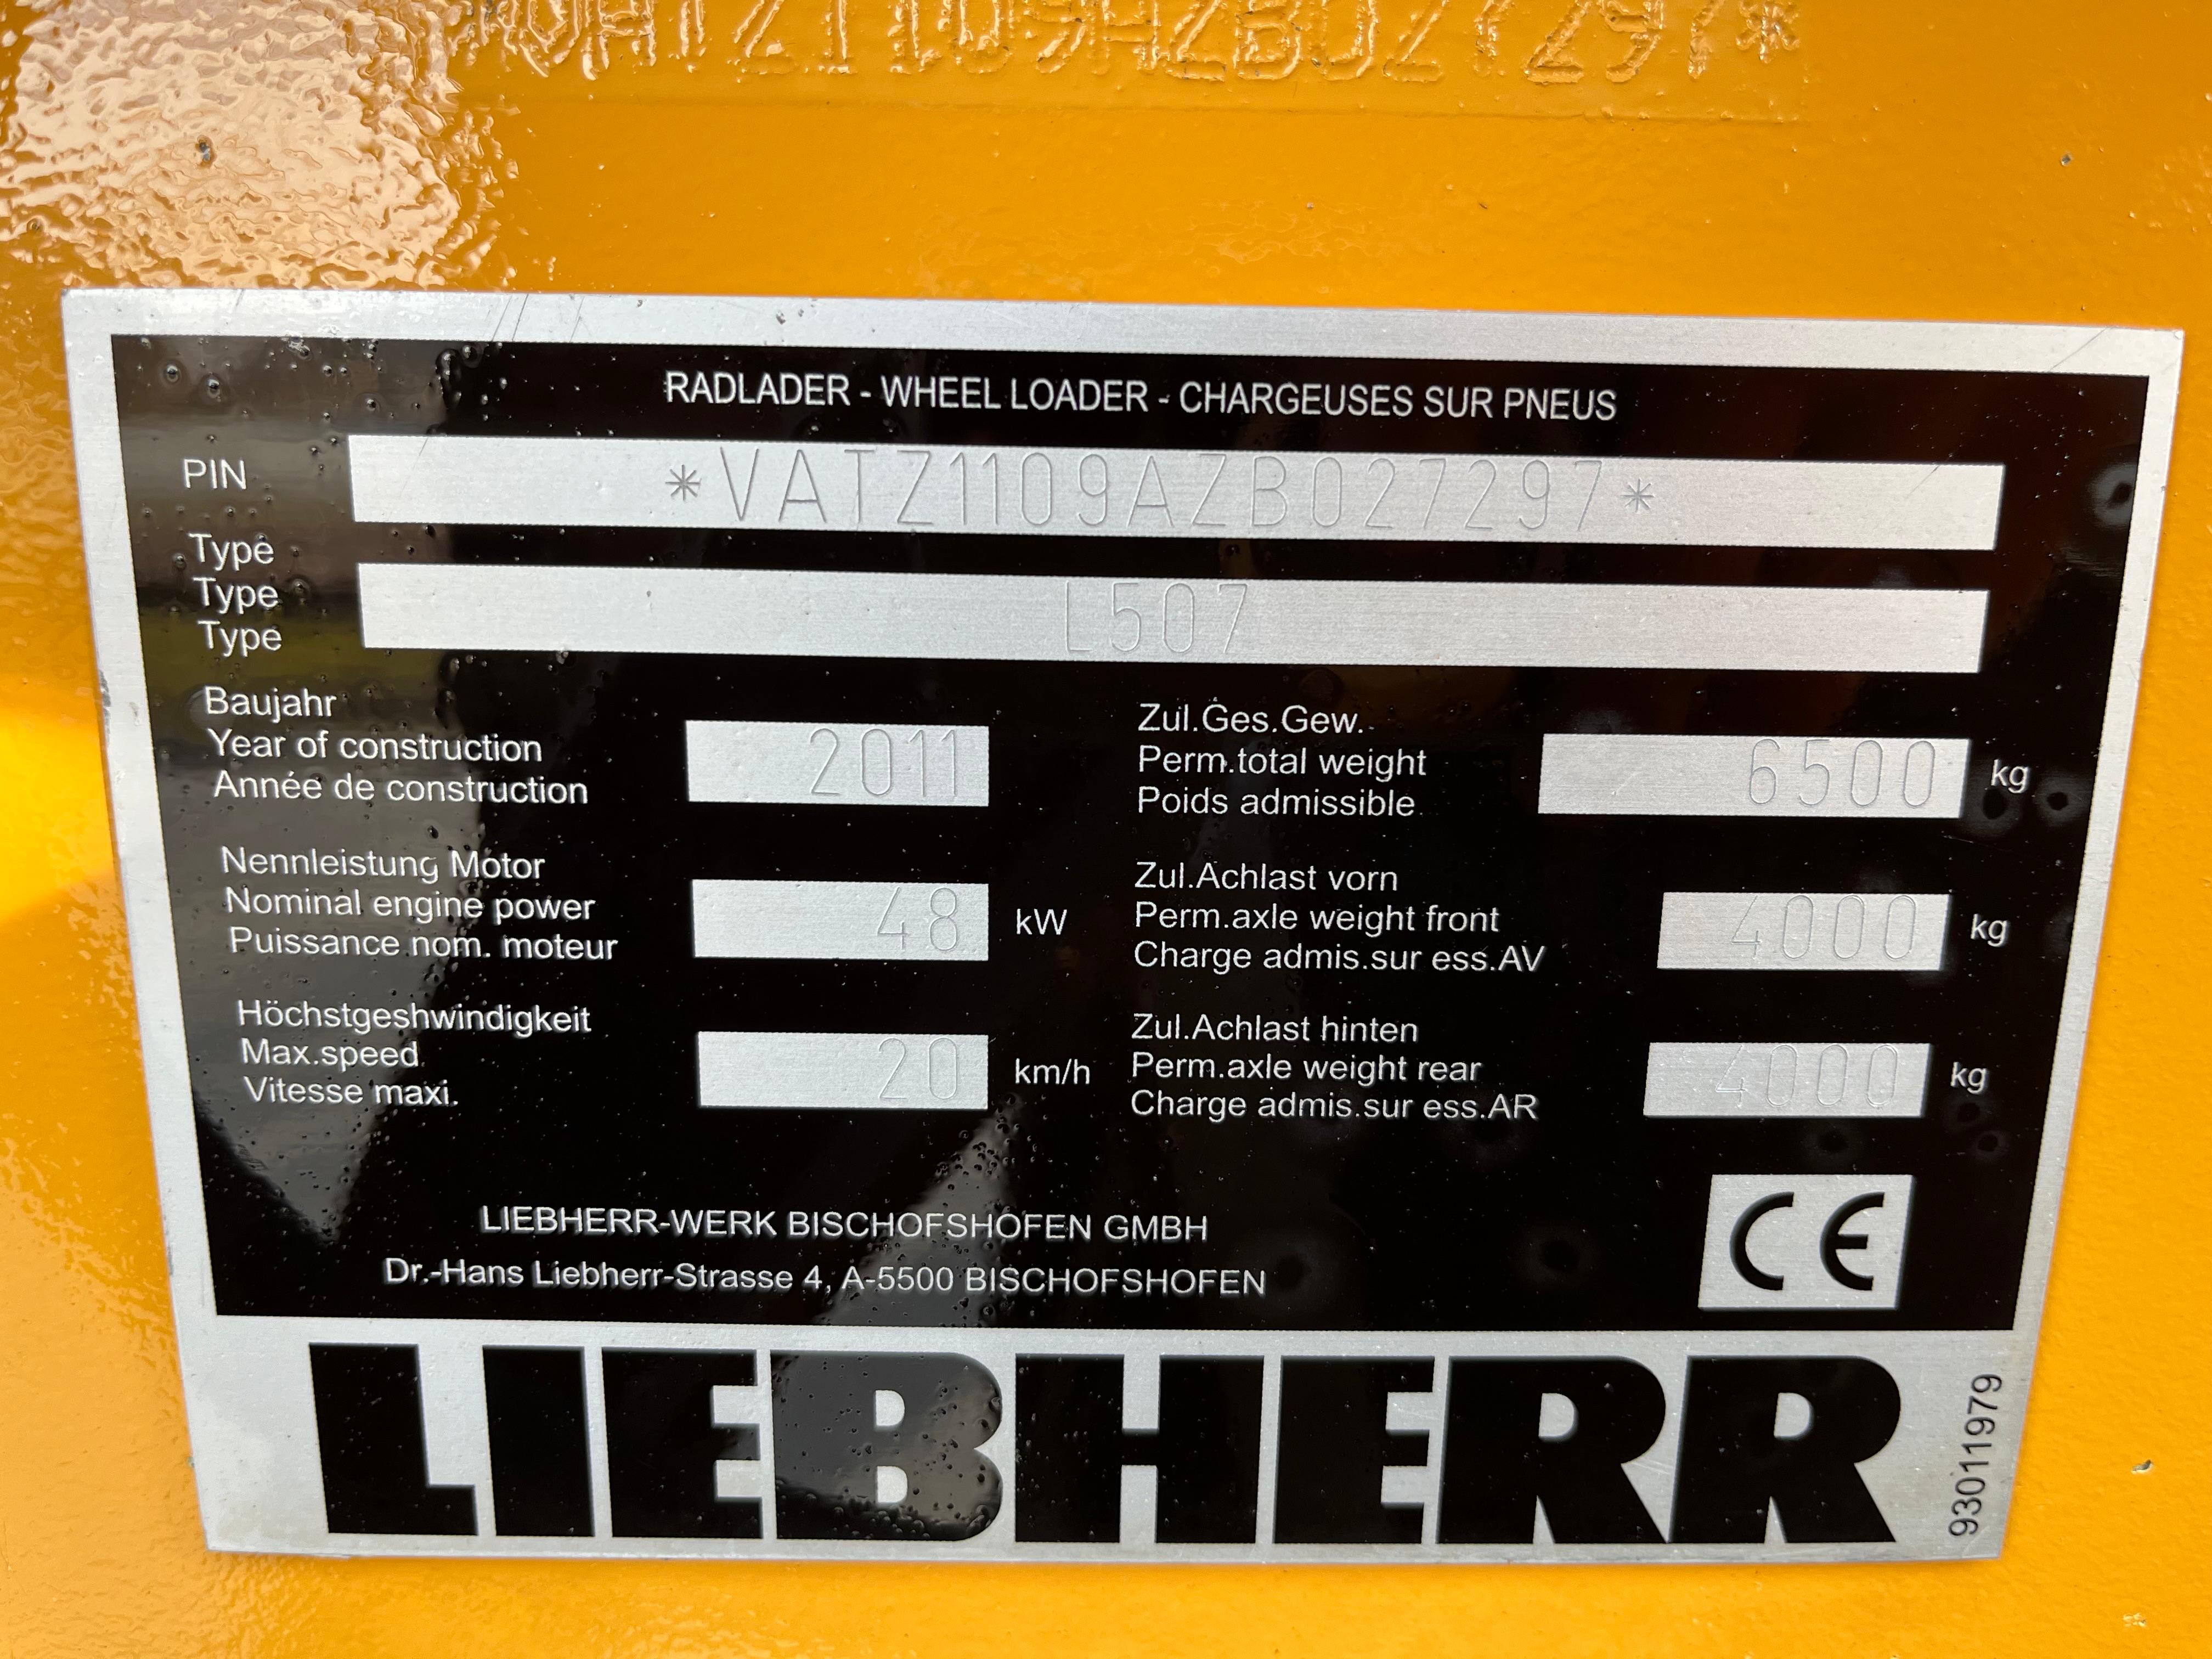 VATZ1109AZB027297*
RADLADER - WHEEL LOADER - CHARGEUSES SUR PNEUS
PIN *VATZ1109AZB027297*
Type
Type L507
Type
Baujahr
Year of construction 2011
Année de construction
Zul.Ges.Gew.
Perm.total weight 6500 kg
Poids admissible
Nennleistung Motor
Nominal engine power 48 kW
Puissance nom. moteur
Zul.Achlast vorn
Perm.axle weight front 4000 kg
Charge admis.sur ess.AV
Höchstgeshwindigkeit
Max.speed 20 km/h
Vitesse maxi.
Zul.Achlast hinten
Perm.axle weight rear 4000 kg
Charge admis.sur ess.AR
LIEBHERR-WERK BISCHOFSHOFEN GMBH
Dr.-Hans Liebherr-Strasse 4, A-5500 BISCHOFSHOFEN
CE
LIEBHERR
93011979